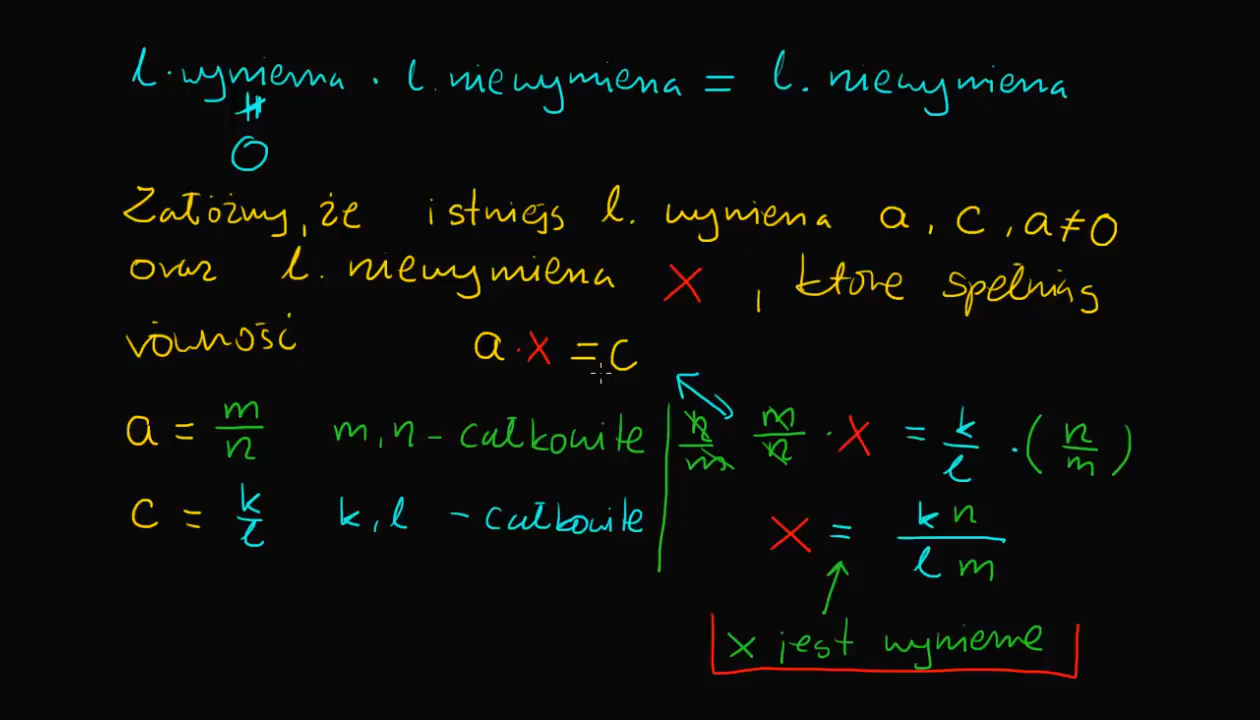 l. wymierna · l. niewymierna = l. niewymierna
≠
0
Załóżmy, że istnieją l. wymierna a, c, a≠0
oraz l. niewymierna x, które spełniają
równość a·x = c
a = m/n m, n - całkowite | n/m m/n · x = k/l · (n/m)
c = k/l k, l - całkowite x = kn/lm
x jest wymierne